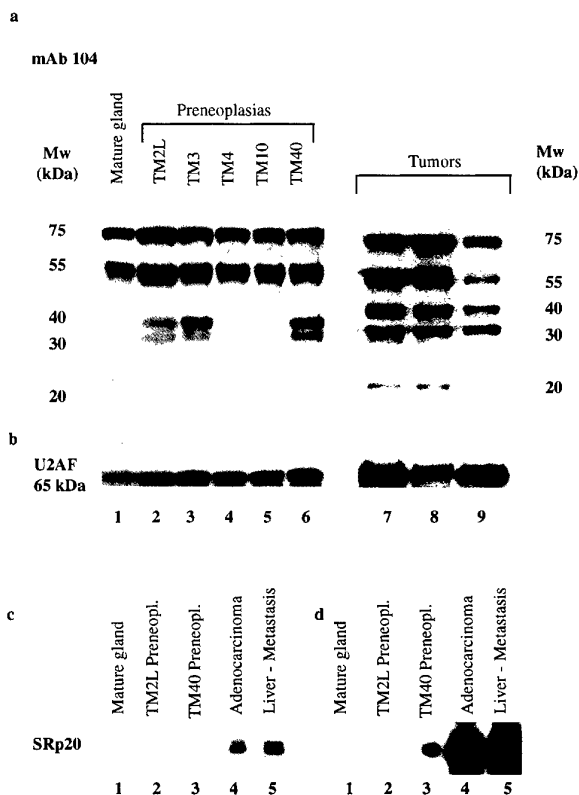 a
mAb 104
Preneoplasias
Mature gland
TM2L
TM3
TM4
TM10
TM40
Tumors
Mw
(kDa)
Mw
(kDa)
75
55
40
30
20
75
55
40
30
20
b
U2AF
65 kDa
1 2 3 4 5 6 7 8 9
c
Mature gland
TM2L Preneopl.
TM40 Preneopl.
Adenocarcinoma
Liver - Metastasis
d
Mature gland
TM2L Preneopl.
TM40 Preneopl.
Adenocarcinoma
Liver - Metastasis
SRp20
1 2 3 4 5 1 2 3 4 5